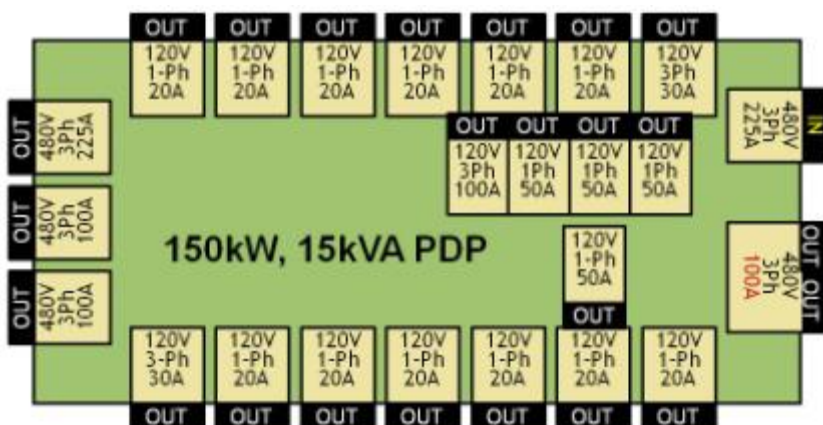 OUT OUT OUT OUT OUT OUT OUT
120V 120V 120V 120V 120V 120V 120V
1-Ph 1-Ph 1-Ph 1-Ph 1-Ph 1-Ph 3Ph
20A 20A 20A 20A 20A 20A 30A
OUT
480V
3Ph
225A
IN
480V
3Ph
225A
OUT OUT OUT OUT
120V 120V 120V 120V
3Ph 1Ph 1Ph 1Ph
100A 50A 50A 50A
OUT
480V
3Ph
100A
150kW, 15kVA PDP
120V
1-Ph
50A
OUT
OUT OUT
480V
3Ph
100A
OUT
480V
3Ph
100A
120V 120V 120V 120V 120V 120V 120V
3-Ph 1-Ph 1-Ph 1-Ph 1-Ph 1-Ph 1-Ph
30A 20A 20A 20A 20A 20A 20A
OUT OUT OUT OUT OUT OUT OUT